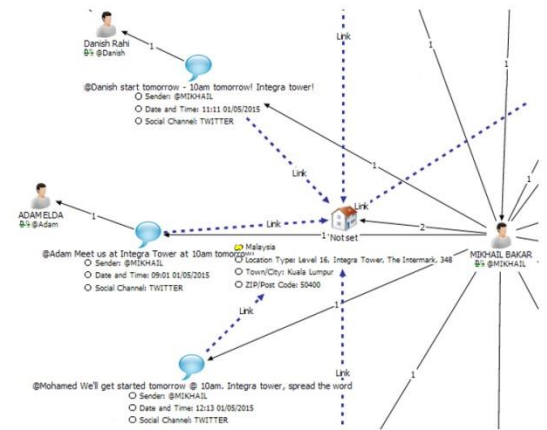 Link
Danish Rahi
@Danish
1
@Danish start tomorrow - 10am tomorrow! Integra tower!
Sender: @MIKHAIL
Date and Time: 11:11 01/05/2015
Social Channel: TWITTER
1
1
1
Link
Link
ADAM ELDA
@Adam
1
Link
2
Not set
1
MIKHAIL BAKAR
@MIKHAIL
@Adam Meet us at Integra Tower at 10am tomorrow!
Sender: @MIKHAIL
Date and Time: 09:01 01/05/2015
Social Channel: TWITTER
Malaysia
Location Type: Level 16, Integra Tower, The Intermark, 348
Town/City: Kuala Lumpur
ZIP/Post Code: 50400
Link
1
1
1
Link
@Mohamed We'll get started tomorrow @ 10am. Integra tower, spread the word
Sender: @MIKHAIL
Date and Time: 12:13 01/05/2015
Social Channel: TWITTER